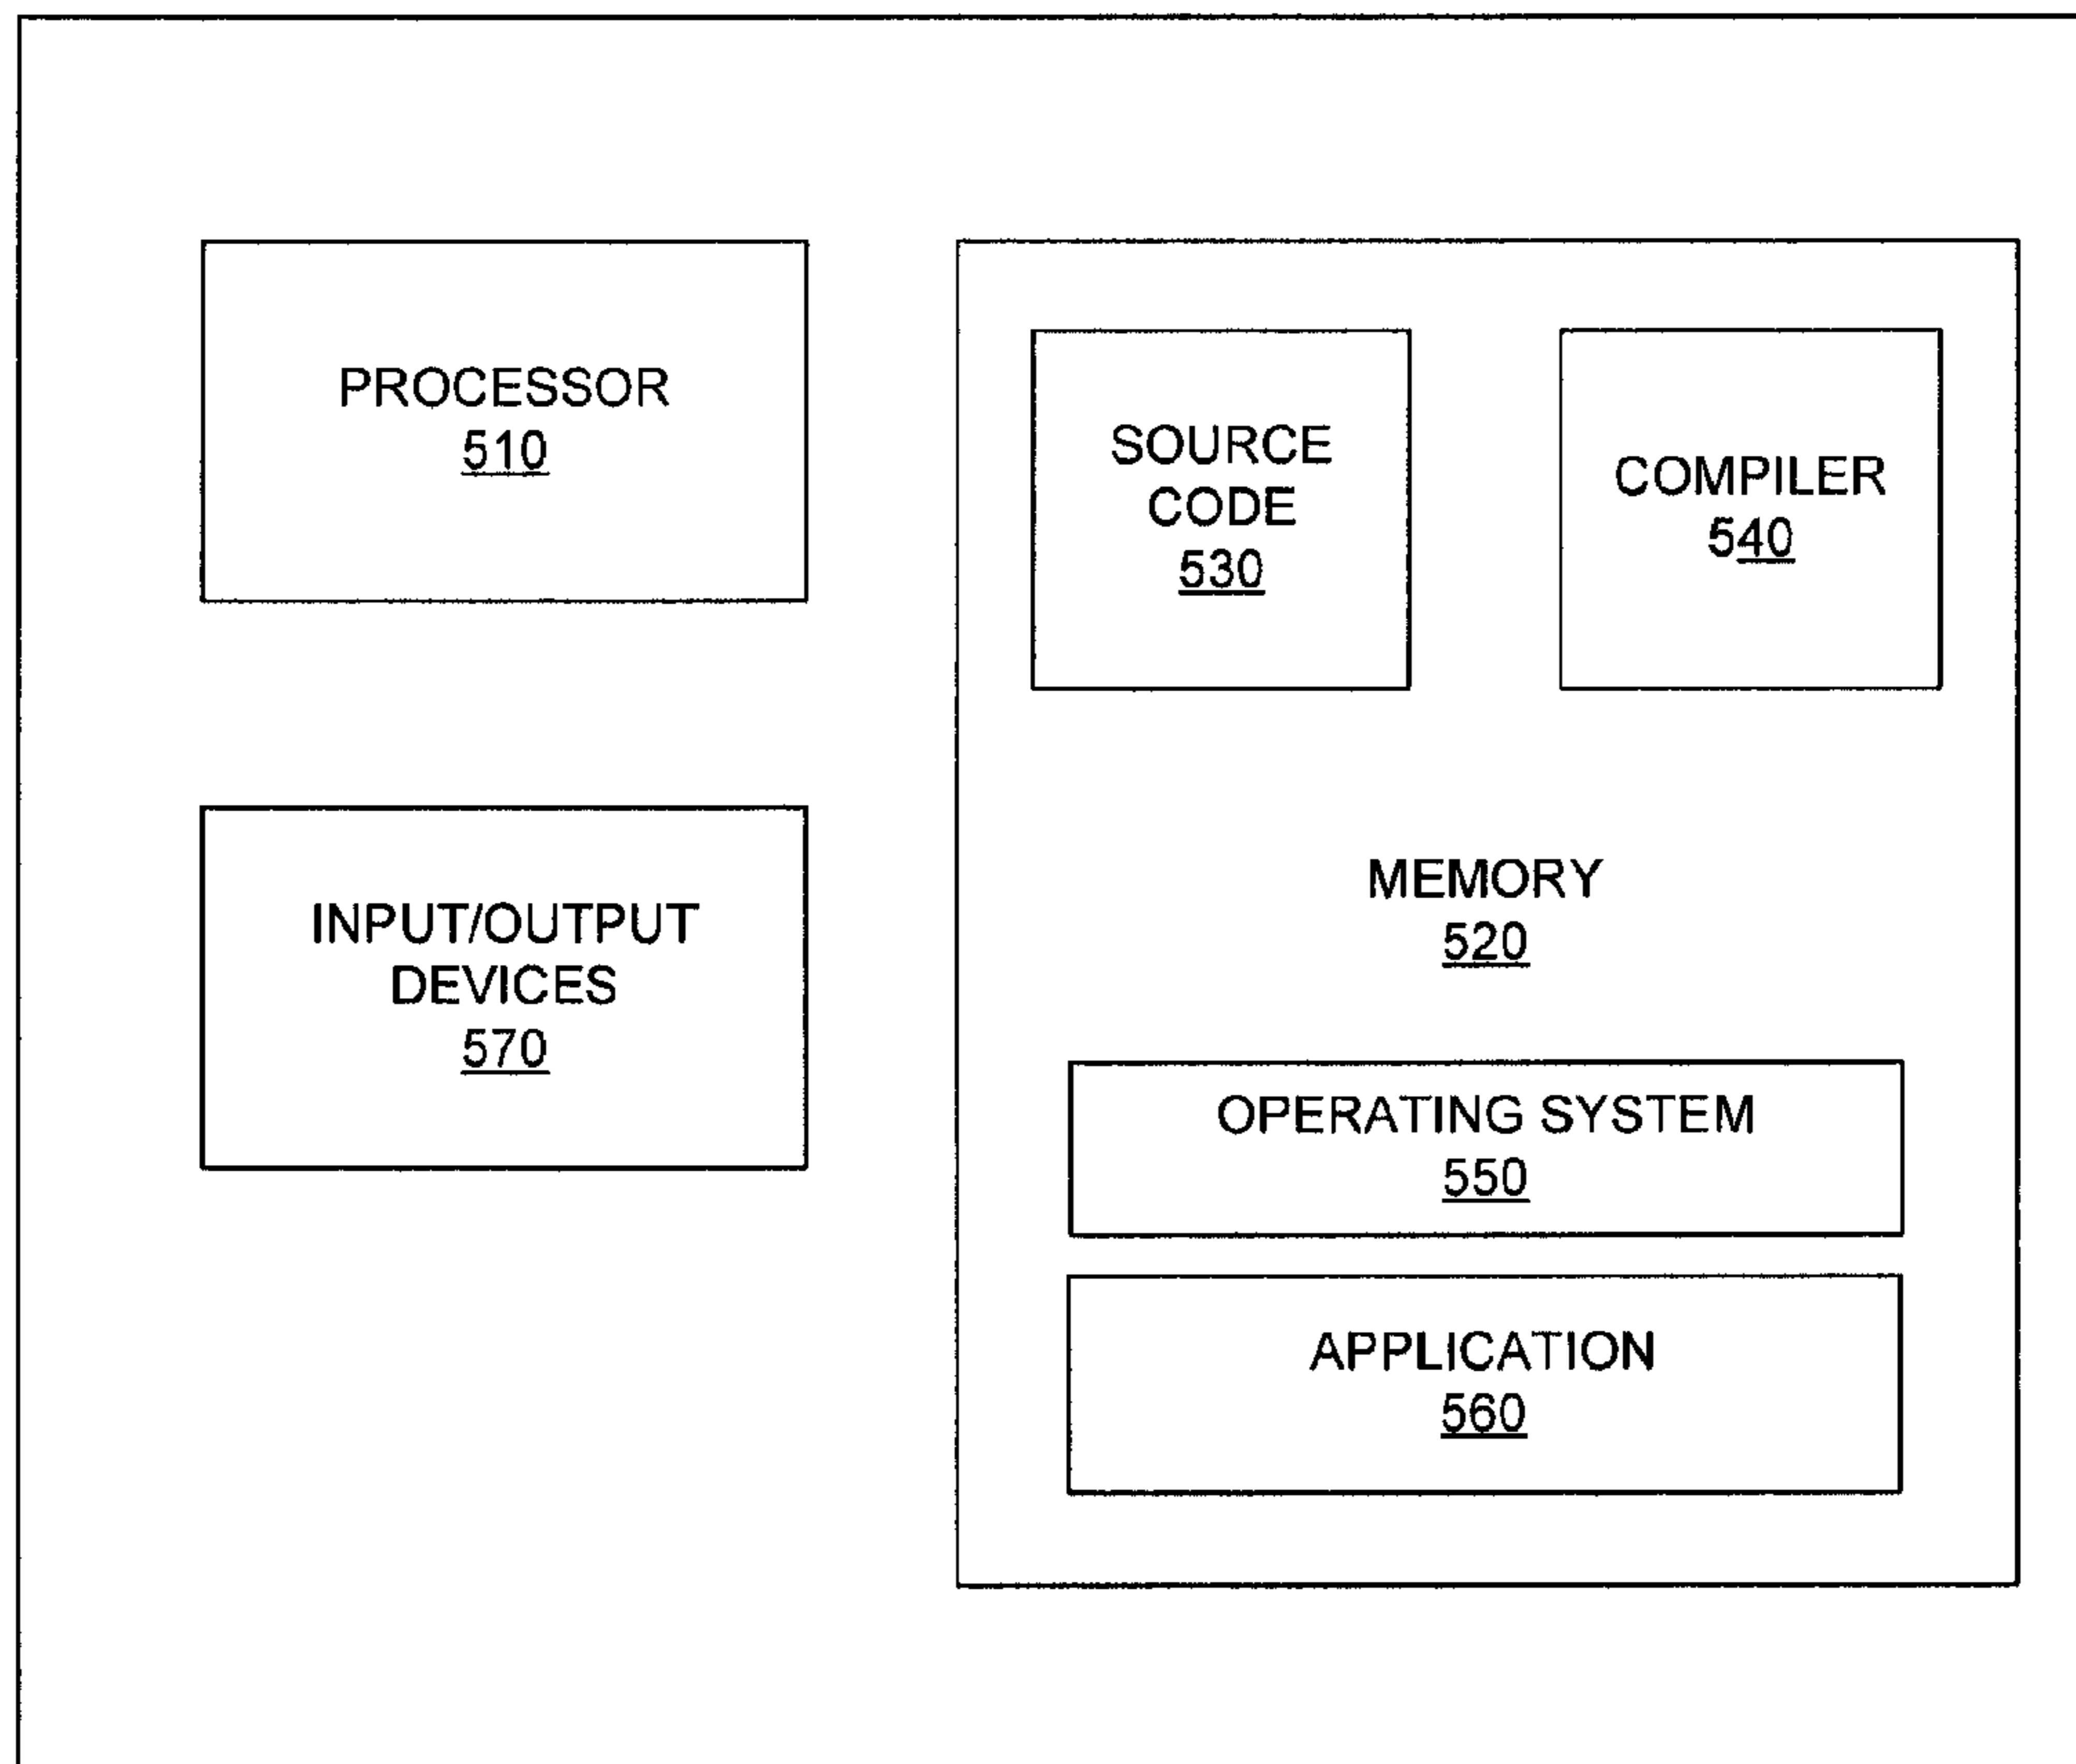 PROCESSOR
510
INPUT/OUTPUT
DEVICES
570
SOURCE
CODE
530
COMPILER
540
MEMORY
520
OPERATING SYSTEM
550
APPLICATION
560